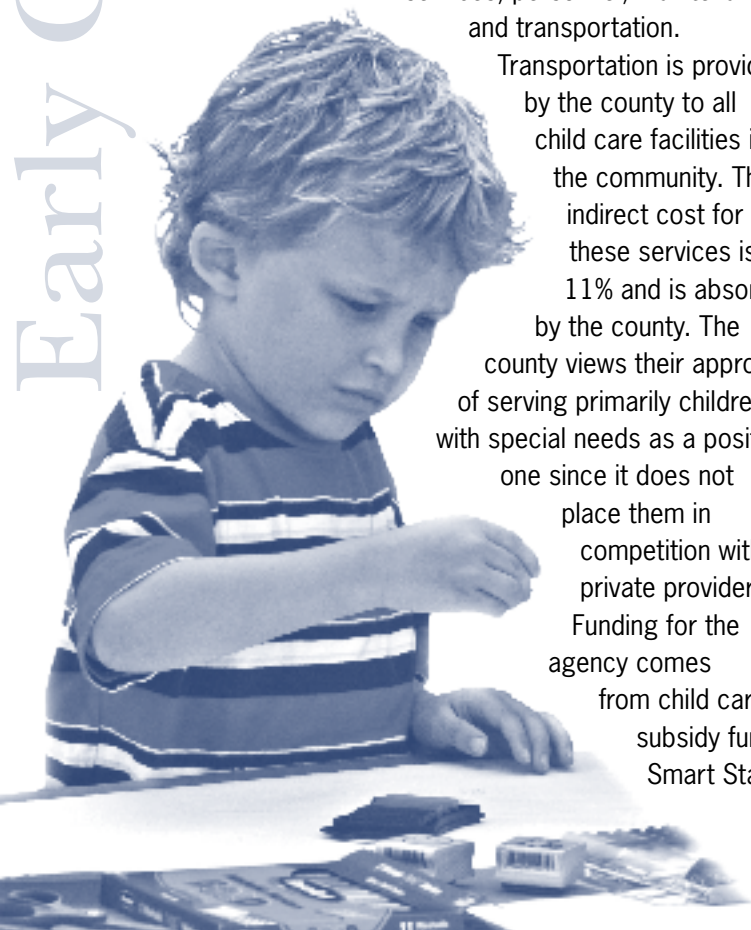 Early
and transportation.
Transportation is provid
by the county to all
child care facilities i
the community. Th
indirect cost for
these services is
11% and is absor
by the county. The
county views their appro
of serving primarily childre
with special needs as a posit
one since it does not
place them in
competition wit
private provider
Funding for the
agency comes
from child car
subsidy fu
Smart Sta